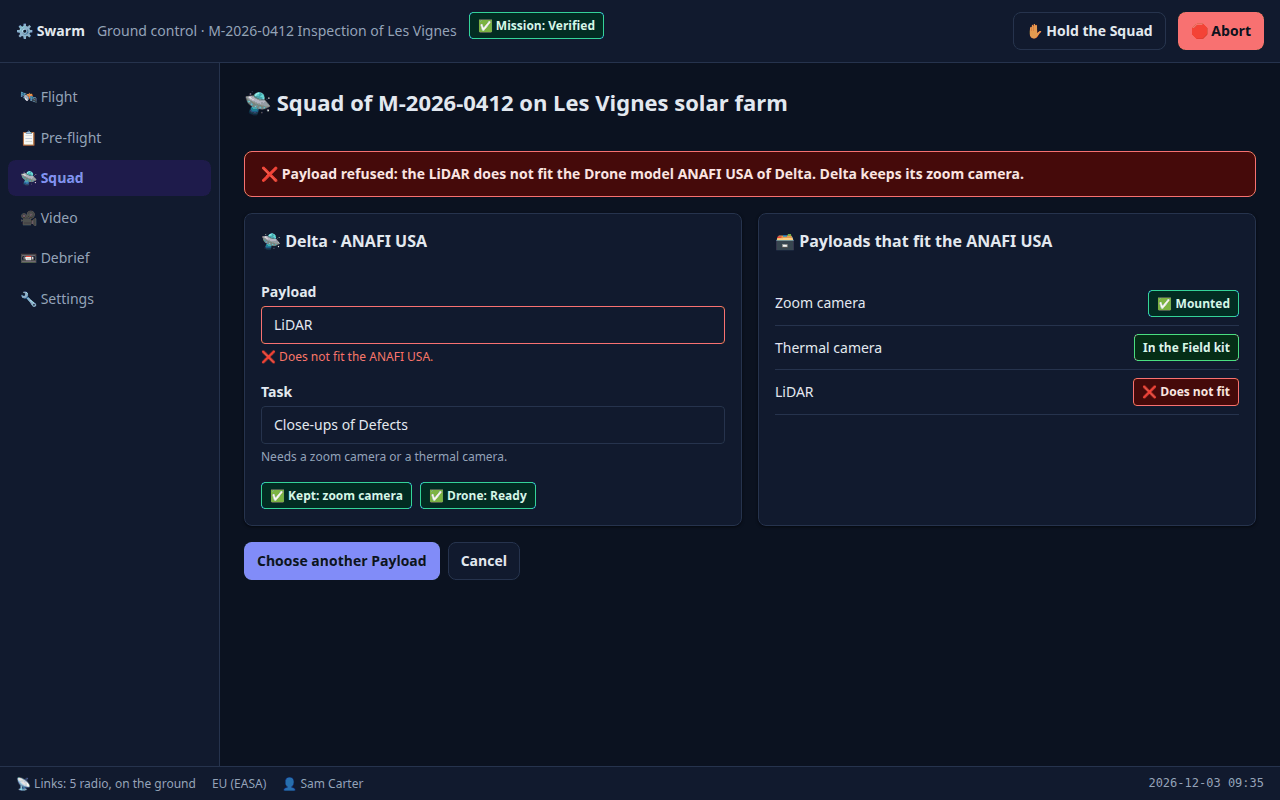 ⚙️ Swarm Ground control · M-2026-0412 Inspection of Les Vignes ✅ Mission: Verified ✋ Hold the Squad 🛑 Abort
🛰️ Flight
📋 Pre-flight
🛸 Squad
🎥 Video
📼 Debrief
🔧 Settings
🛸 Squad of M-2026-0412 on Les Vignes solar farm
❌ Payload refused: the LiDAR does not fit the Drone model ANAFI USA of Delta. Delta keeps its zoom camera.
🛸 Delta · ANAFI USA
Payload
LiDAR
❌ Does not fit the ANAFI USA.
Task
Close-ups of Defects
Needs a zoom camera or a thermal camera.
✅ Kept: zoom camera ✅ Drone: Ready
🗃️ Payloads that fit the ANAFI USA
Zoom camera ✅ Mounted
Thermal camera In the Field kit
LiDAR ❌ Does not fit
Choose another Payload Cancel
📡 Links: 5 radio, on the ground EU (EASA) 👤 Sam Carter 2026-12-03 09:35